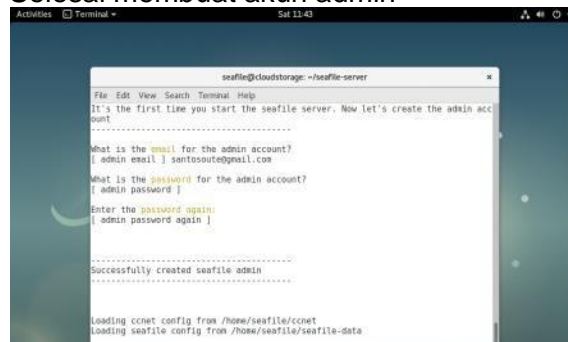 Selesai membuat akun admin
Activities Terminal Sat 11:43
seafile@cloudstorage: ~/seafile-server
File Edit View Search Terminal Help
It's the first time you start the seafile server. Now let's create the admin acc
ount
----------------------------------------
What is the email for the admin account?
[ admin email ] santosoute@gmail.com
What is the password for the admin account?
[ admin password ]
Enter the password again:
[ admin password again ]
----------------------------------------
Successfully created seafile admin
----------------------------------------
Loading ccnet config from /home/seafile/ccnet
Loading seafile config from /home/seafile/seafile-data